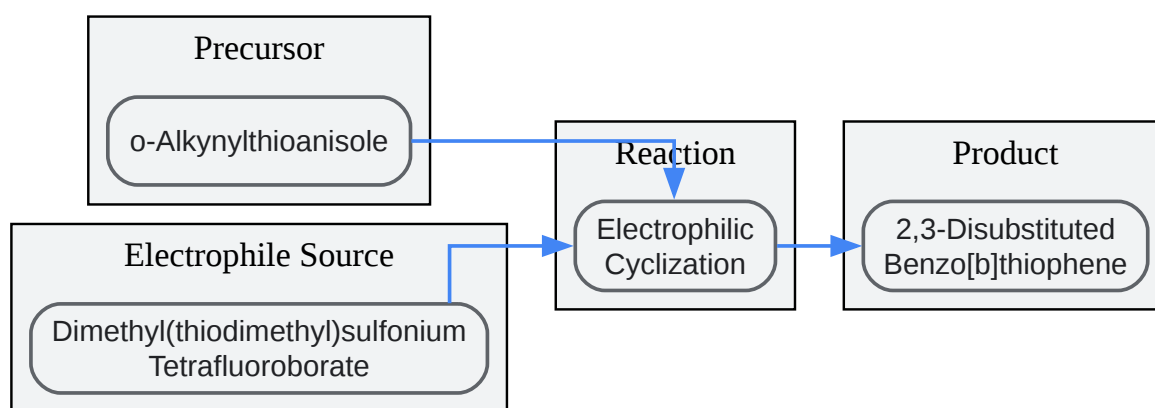 Precursor
o-Alkynylthioanisole
Electrophile Source
Dimethyl(thiodimethyl)sulfonium
Tetrafluoroborate
Reaction
Electrophilic
Cyclization
Product
2,3-Disubstituted
Benzo[b]thiophene